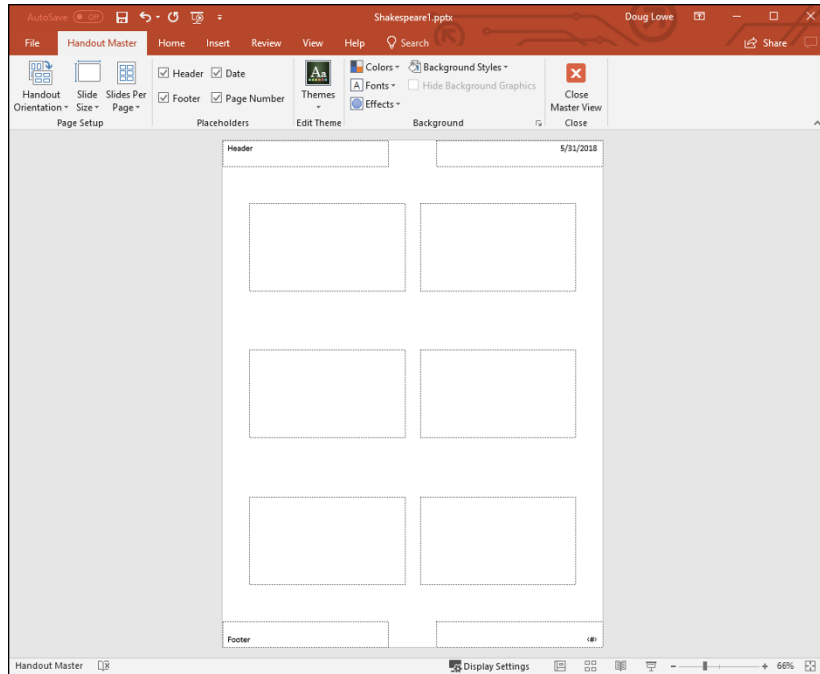 AutoSave Off Shakespeare1.pptx Doug Lowe
File Handout Master Home Insert Review View Help Search Share
Handout Orientation
Slide Size
Slides Per Page
Page Setup
Header Date
Footer Page Number
Placeholders
Aa
Themes
Edit Theme
Colors Background Styles
Fonts Hide Background Graphics
Effects
Background
Close Master View
Close
Header 5/31/2018
Footer ‹#›
Handout Master Display Settings 66%